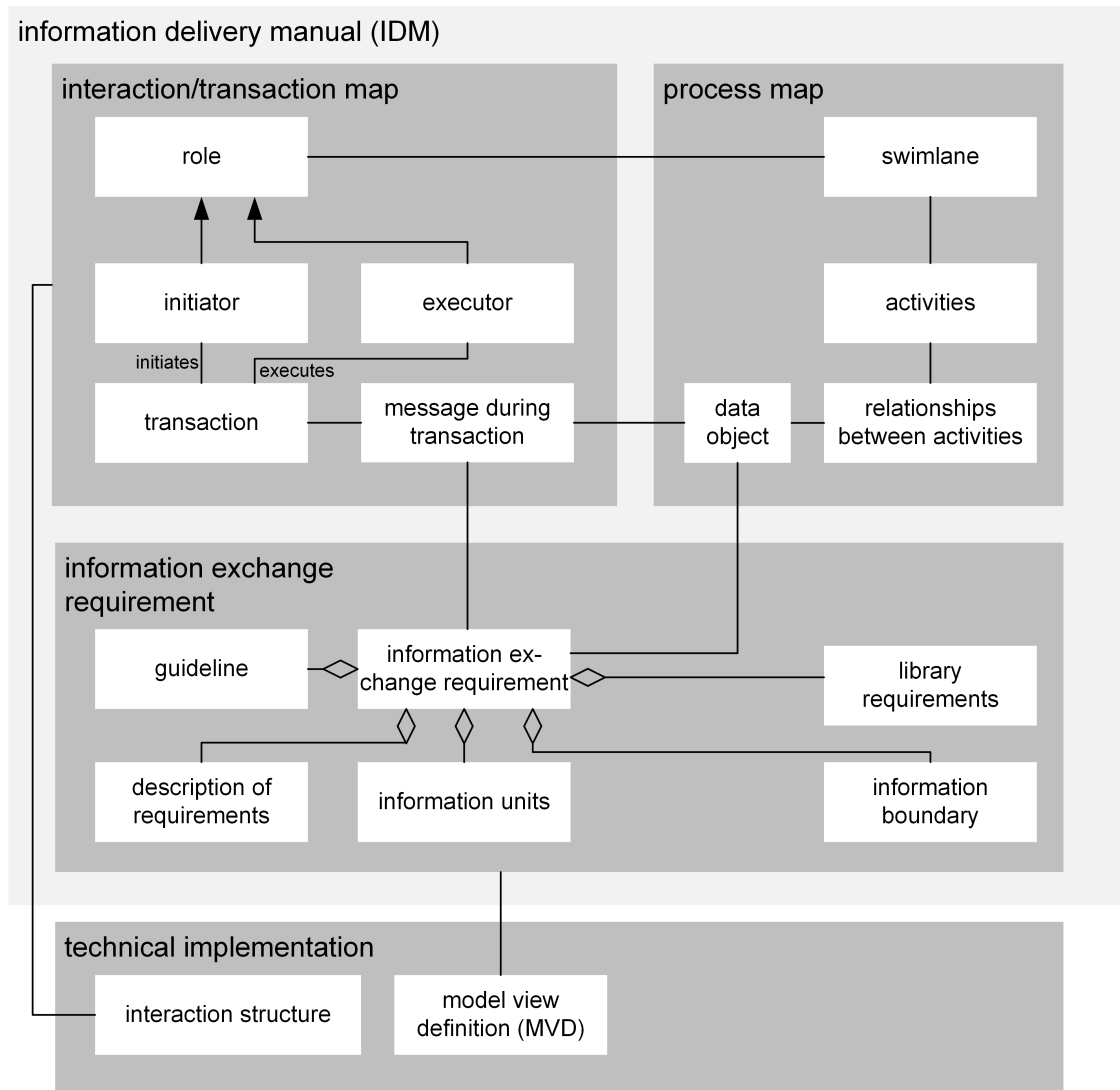 information delivery manual (IDM)
interaction/transaction map
process map
role
swimlane
initiator
executor
activities
initiates
executes
transaction
message during
transaction
data
object
relationships
between activities
information exchange
requirement
guideline
information ex-
change requirement
library
requirements
description of
requirements
information units
information
boundary
technical implementation
interaction structure
model view
definition (MVD)